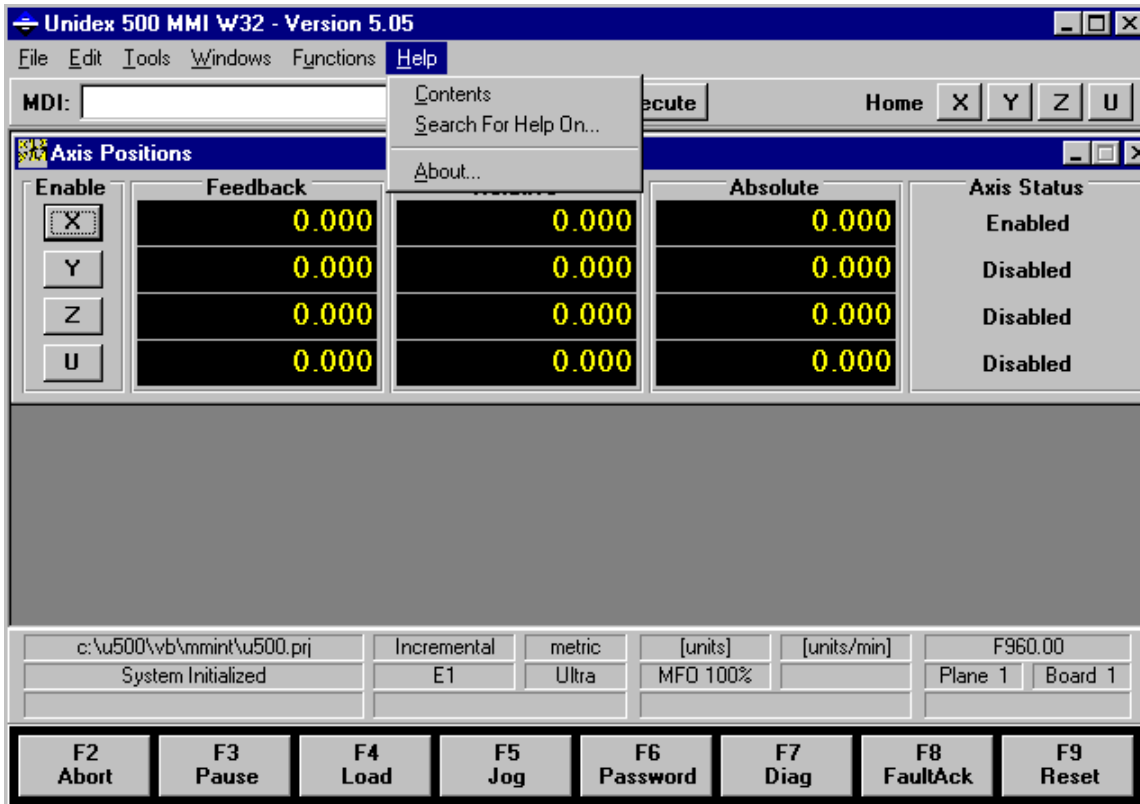 Unidex 500 MMI W32 - Version 5.05
File Edit Tools Windows Functions Help
MDI: ecute Home X Y Z U
Contents
Search For Help On...
About...
Axis Positions
Enable Feedback Absolute Axis Status
X 0.000 0.000 0.000 Enabled
Y 0.000 0.000 0.000 Disabled
Z 0.000 0.000 0.000 Disabled
U 0.000 0.000 0.000 Disabled
c:\u500\vb\mmint\u500.prj Incremental metric [units] [units/min] F960.00
System Initialized E1 Ultra MFO 100% Plane 1 Board 1
F2 F3 F4 F5 F6 F7 F8 F9
Abort Pause Load Jog Password Diag FaultAck Reset